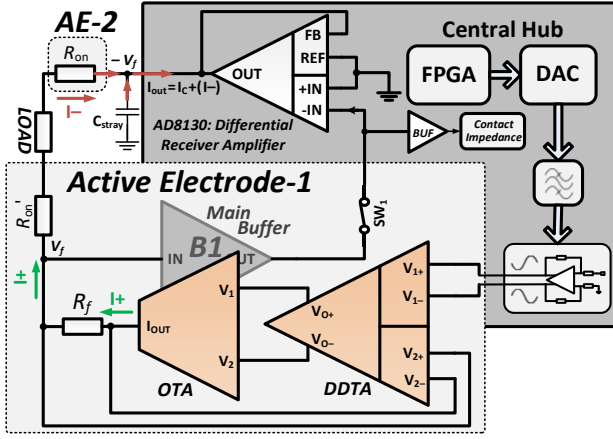 AE-2
Central Hub
Ron
- Vf
Iout = IC +(I–)
I–
Cstray
FB
REF
OUT
+IN
-IN
AD8130: Differential
Receiver Amplifier
FPGA
DAC
BUF
Contact
Impedance
LOAD
Active Electrode-1
Ron'
Vf
Main
Buffer
IN
B1
UT
SW1
I+
I+
Rf
IOUT
V1
V2
OTA
VO+
VO–
DDTA
V1+
V1–
V2+
V2–